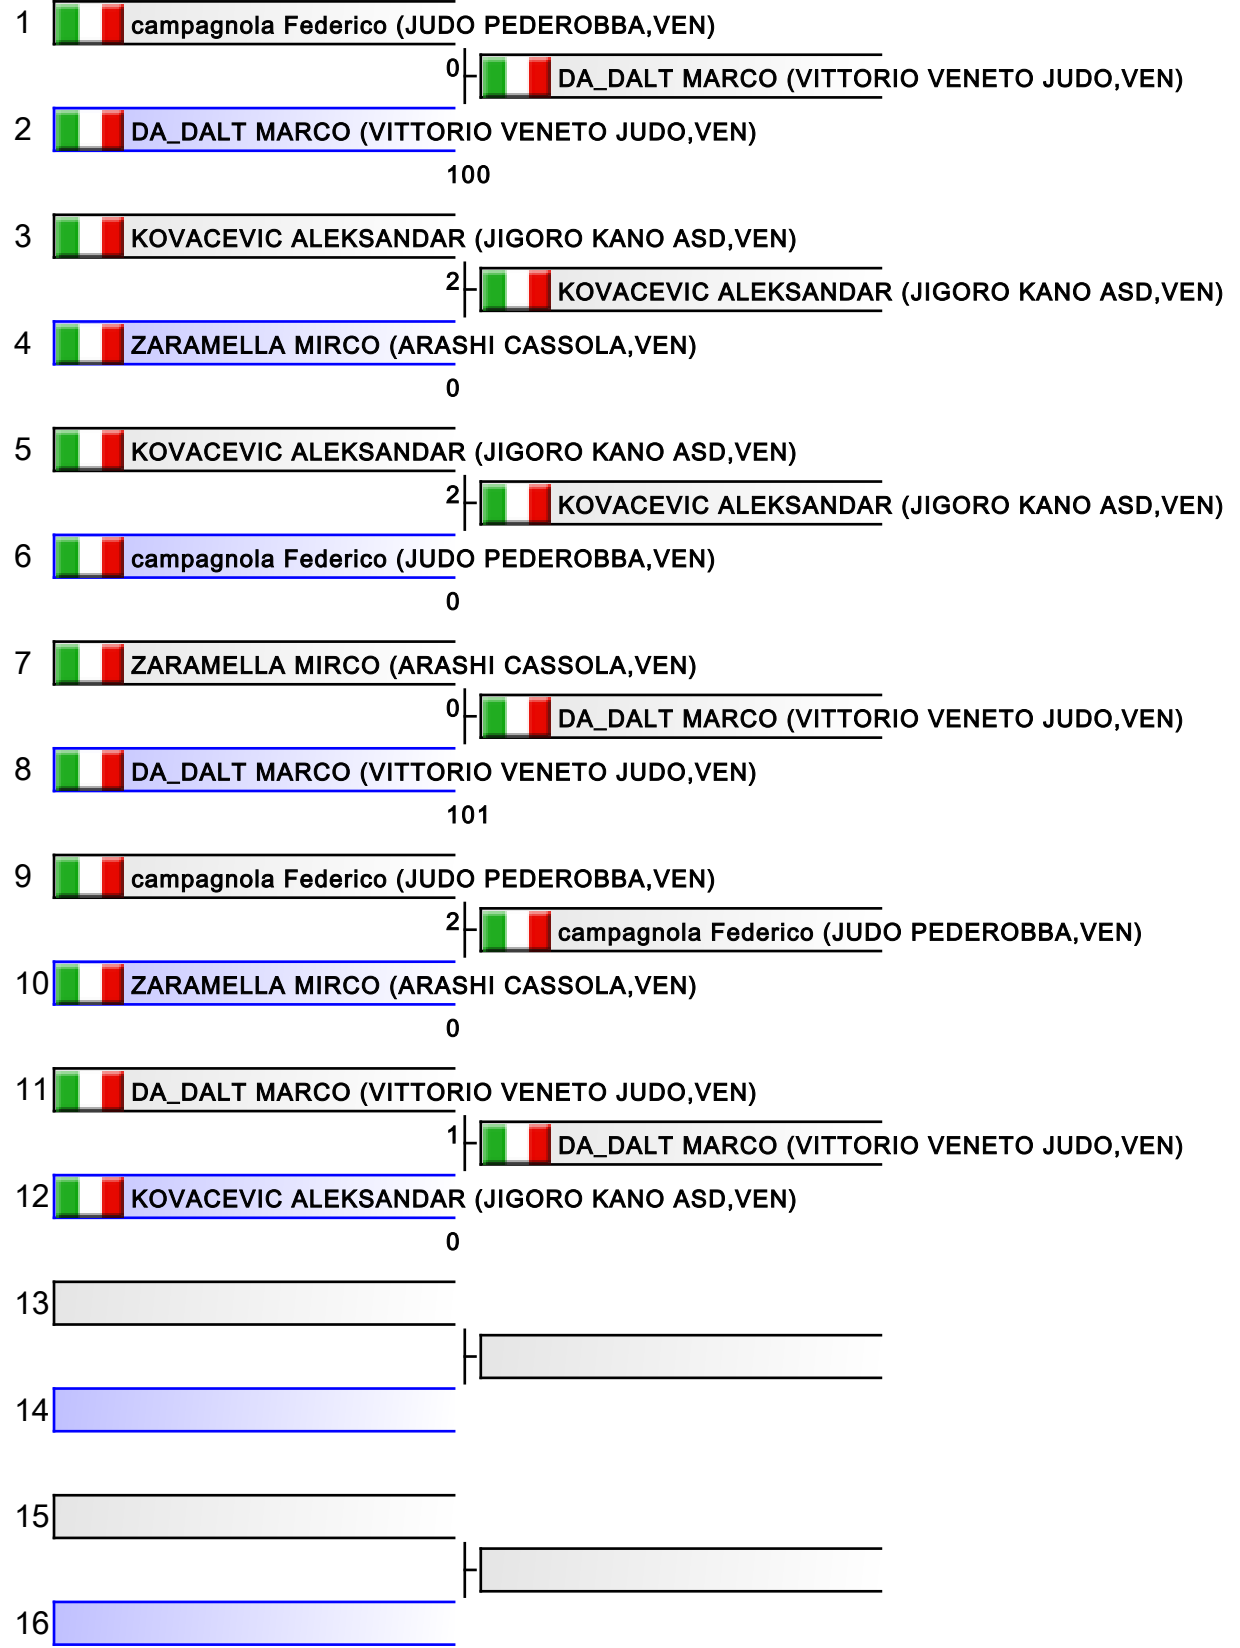 1 campagnola Federico (JUDO PEDEROBBA,VEN)
0 DA_DALT MARCO (VITTORIO VENETO JUDO,VEN)
2 DA_DALT MARCO (VITTORIO VENETO JUDO,VEN)
100
3 KOVACEVIC ALEKSANDAR (JIGORO KANO ASD,VEN)
2 KOVACEVIC ALEKSANDAR (JIGORO KANO ASD,VEN)
4 ZARAMELLA MIRCO (ARASHI CASSOLA,VEN)
0
5 KOVACEVIC ALEKSANDAR (JIGORO KANO ASD,VEN)
2 KOVACEVIC ALEKSANDAR (JIGORO KANO ASD,VEN)
6 campagnola Federico (JUDO PEDEROBBA,VEN)
0
7 ZARAMELLA MIRCO (ARASHI CASSOLA,VEN)
0 DA_DALT MARCO (VITTORIO VENETO JUDO,VEN)
8 DA_DALT MARCO (VITTORIO VENETO JUDO,VEN)
101
9 campagnola Federico (JUDO PEDEROBBA,VEN)
2 campagnola Federico (JUDO PEDEROBBA,VEN)
10 ZARAMELLA MIRCO (ARASHI CASSOLA,VEN)
0
11 DA_DALT MARCO (VITTORIO VENETO JUDO,VEN)
1 DA_DALT MARCO (VITTORIO VENETO JUDO,VEN)
12 KOVACEVIC ALEKSANDAR (JIGORO KANO ASD,VEN)
0
13
14
15
16